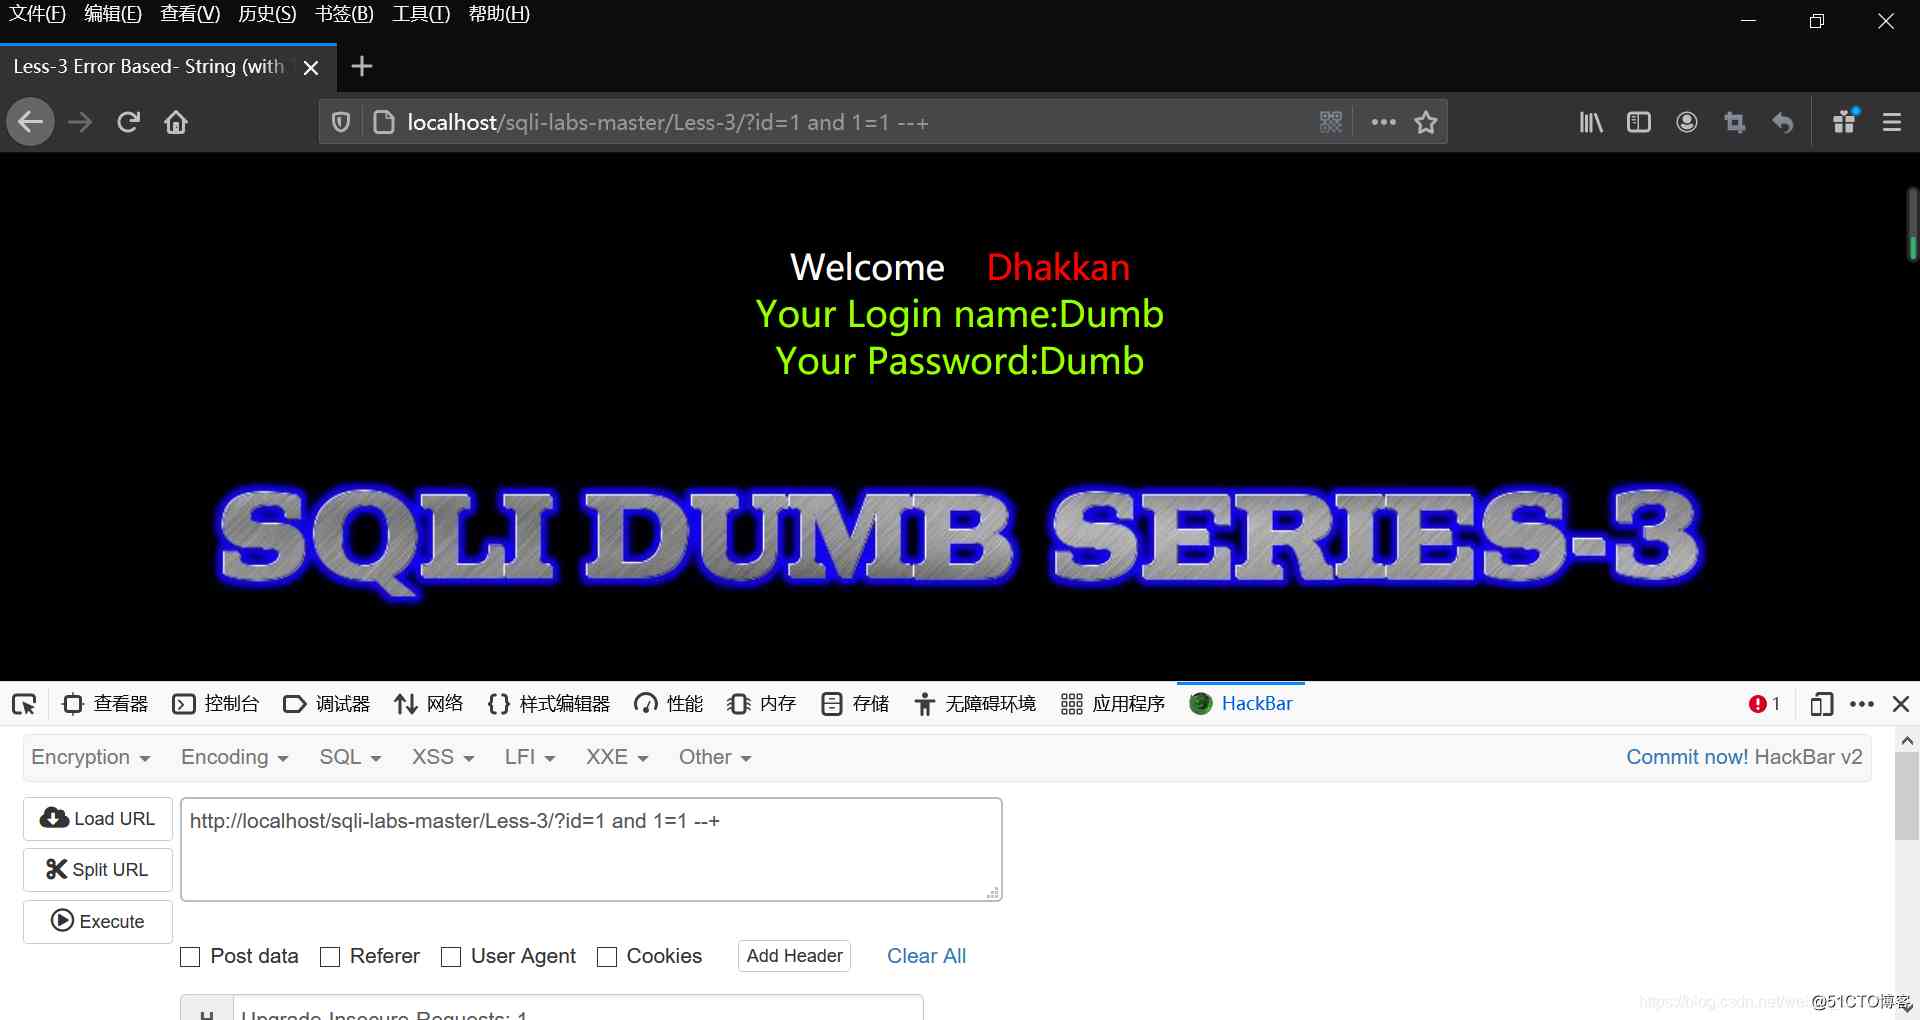 文件(F) 编辑(E) 查看(V) 历史(S) 书签(B) 工具(T) 帮助(H)
Less-3 Error Based- String (with
localhost/sqli-labs-master/Less-3/?id=1 and 1=1 --+
Welcome Dhakkan
Your Login name:Dumb
Your Password:Dumb
SQLI DUMB SERIES-3
查看器 控制台 调试器 网络 样式编辑器 性能 内存 存储 无障碍环境 应用程序 HackBar 1
Encryption Encoding SQL XSS LFI XXE Other Commit now! HackBar v2
Load URL http://localhost/sqli-labs-master/Less-3/?id=1 and 1=1 --+
Split URL
Execute
Post data Referer User Agent Cookies Add Header Clear All
H Upgrade-Insecure-Requests: 1
https://blog.csdn.net/we @51CTO博客